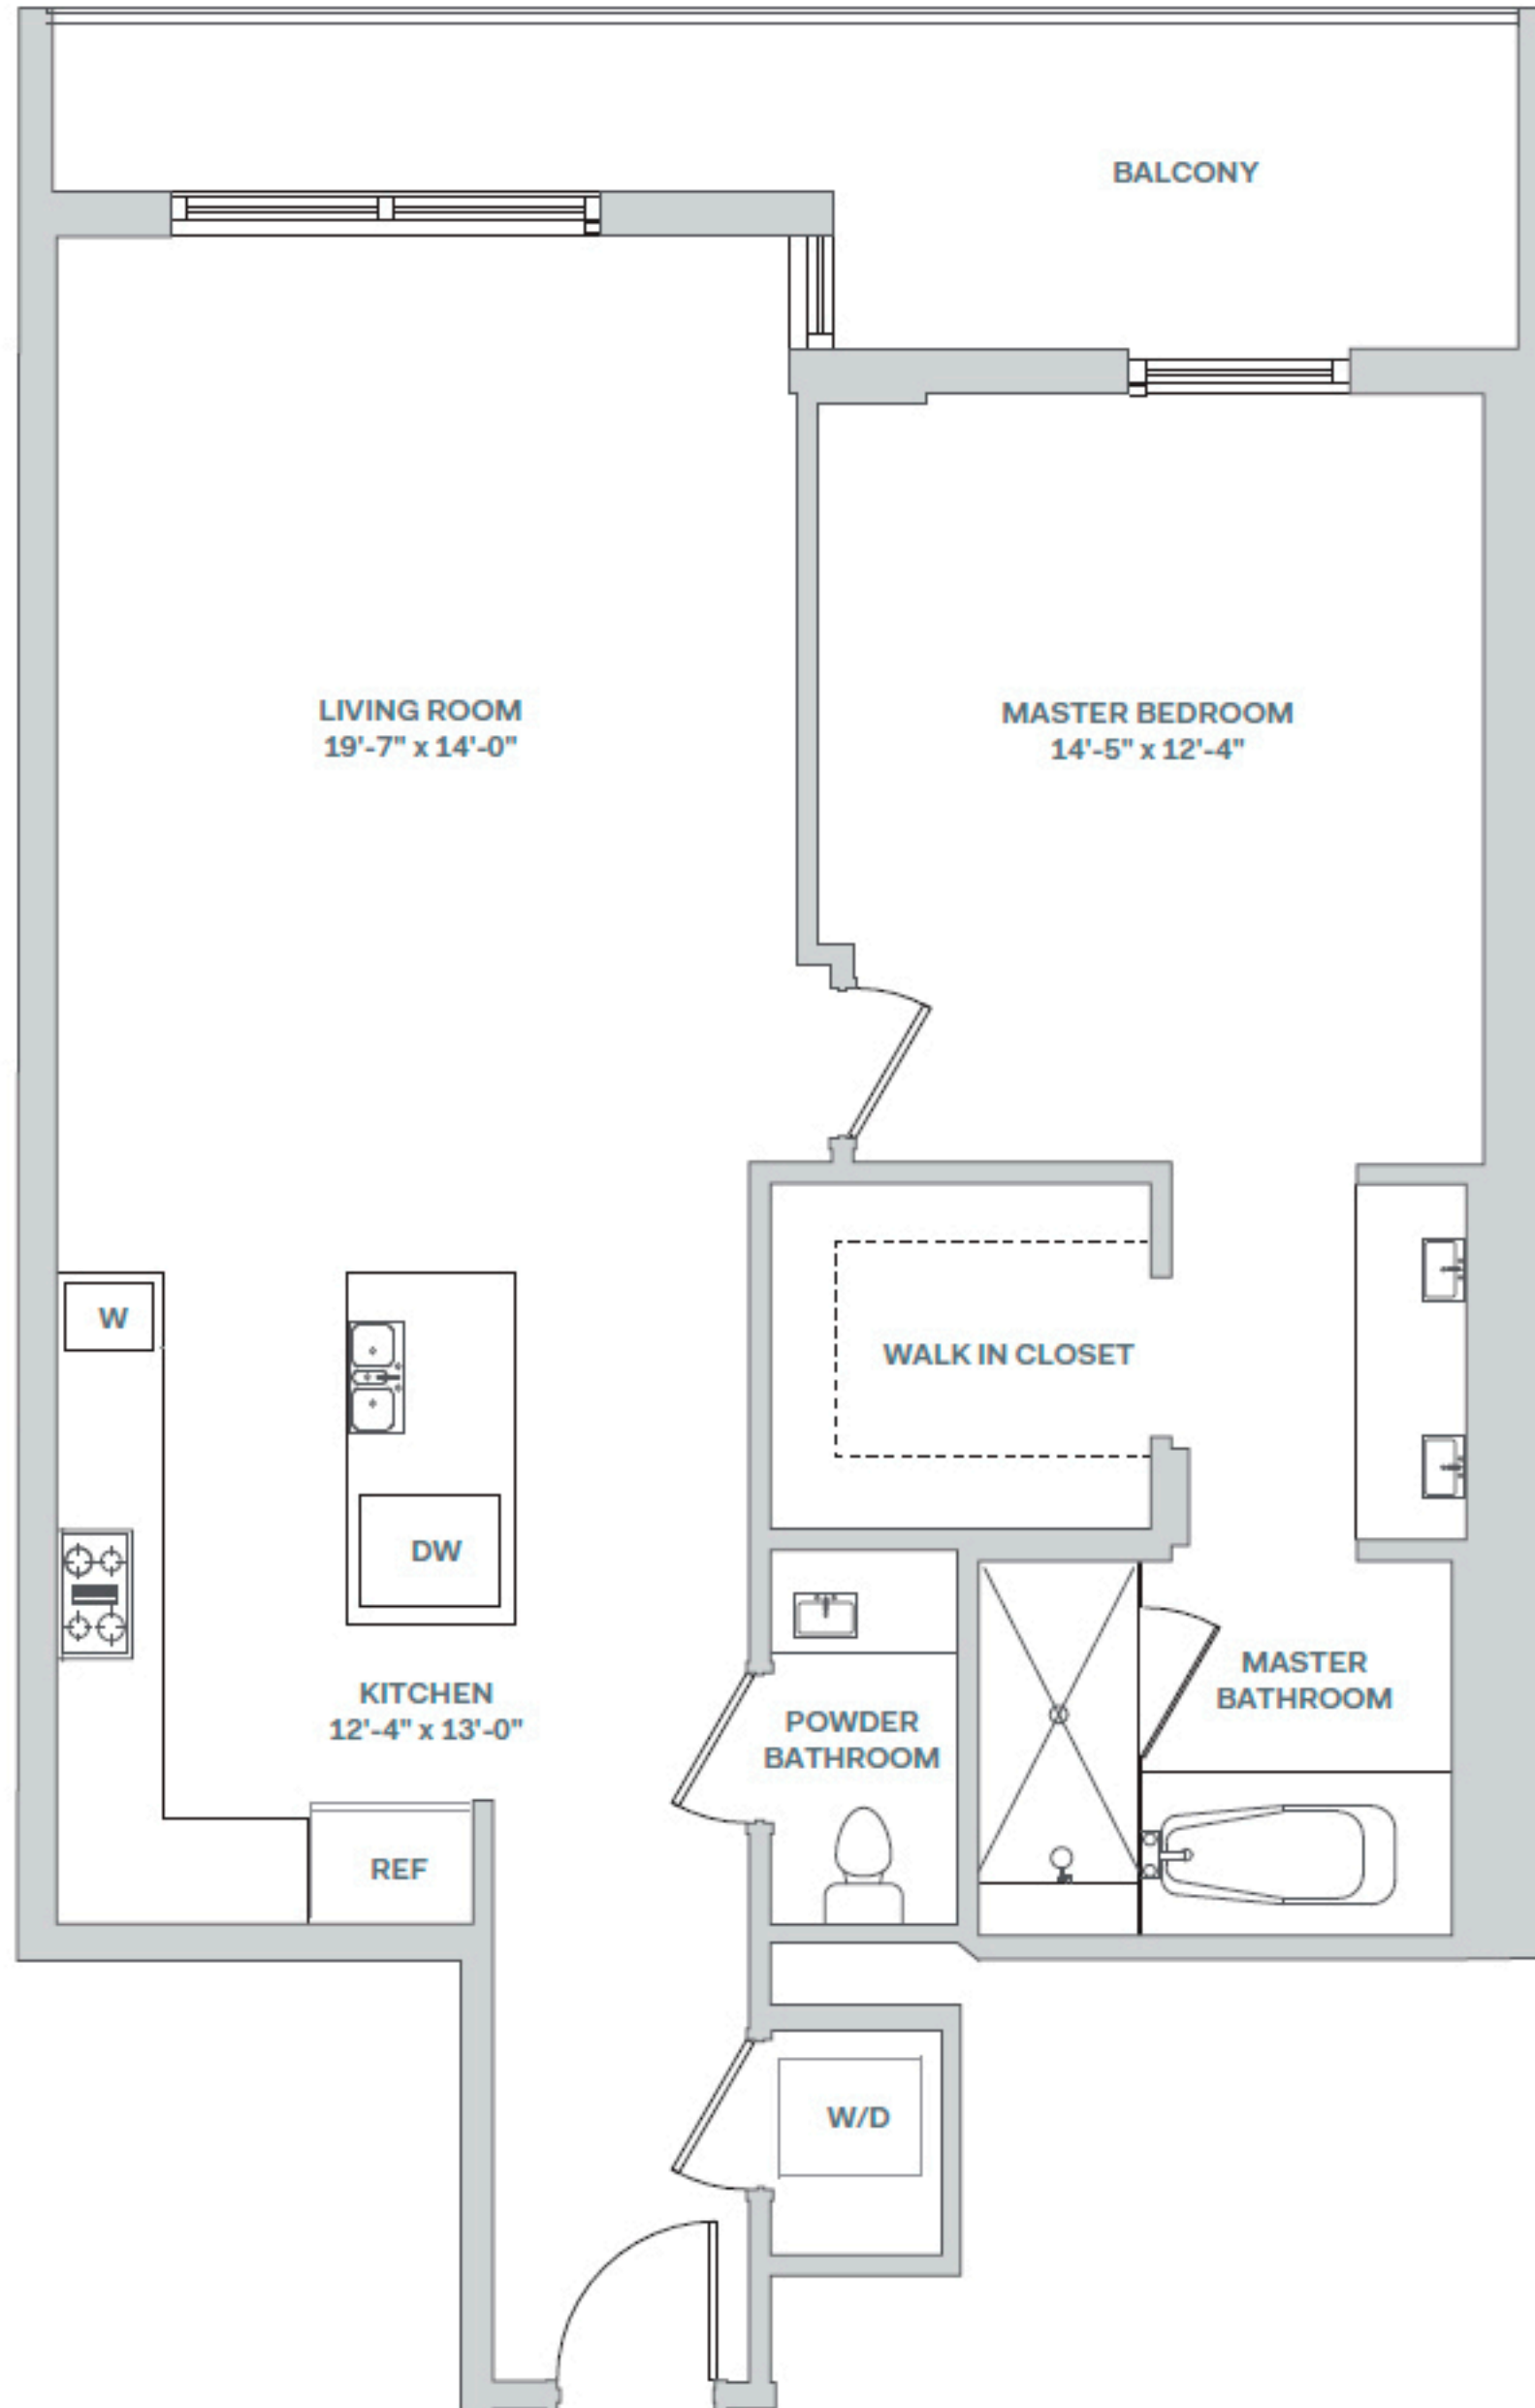 BALCONY
LIVING ROOM
19'-7" x 14'-0"
MASTER BEDROOM
14'-5" x 12'-4"
W
WALK IN CLOSET
DW
KITCHEN
12'-4" x 13'-0"
POWDER
BATHROOM
MASTER
BATHROOM
REF
W/D